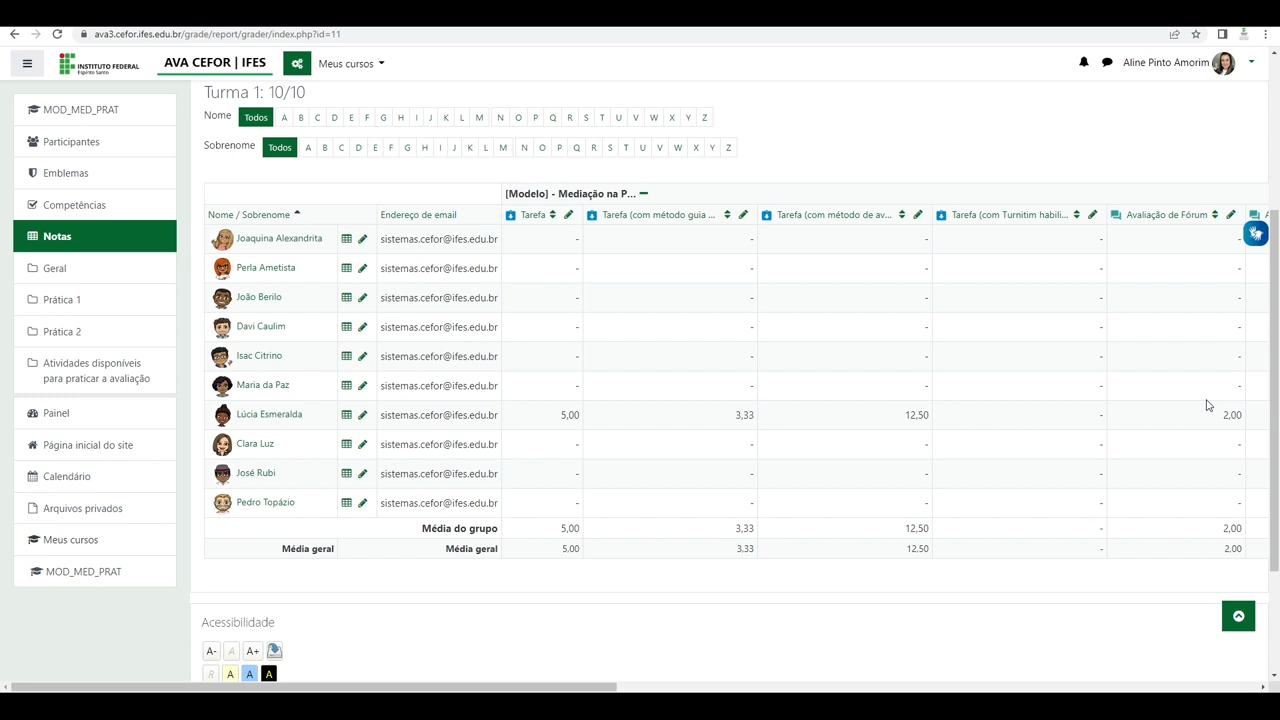 ava3.cefor.ifes.edu.br/grade/report/grader/index.php?id=11
INSTITUTO FEDERAL
Espírito Santo
AVA CEFOR | IFES
Meus cursos
Aline Pinto Amorim
MOD_MED_PRAT
Participantes
Emblemas
Competências
Notas
Geral
Prática 1
Prática 2
Atividades disponíveis
para praticar a avaliação
Painel
Página inicial do site
Calendário
Arquivos privados
Meus cursos
MOD_MED_PRAT
Turma 1: 10/10
Nome Todos A B C D E F G H I J K L M N O P Q R S T U V W X Y Z
Sobrenome Todos A B C D E F G H I J K L M N O P Q R S T U V W X Y Z
[Modelo] - Mediação na P...
Nome / Sobrenome Endereço de email Tarefa Tarefa (com método guia ... Tarefa (com método de av... Tarefa (com Turnitim habili... Avaliação de Fórum
Joaquina Alexandrita sistemas.cefor@ifes.edu.br - - - - -
Perla Ametista sistemas.cefor@ifes.edu.br - - - - -
João Berilo sistemas.cefor@ifes.edu.br - - - - -
Davi Caulim sistemas.cefor@ifes.edu.br - - - - -
Isac Citrino sistemas.cefor@ifes.edu.br - - - - -
Maria da Paz sistemas.cefor@ifes.edu.br - - - - -
Lúcia Esmeralda sistemas.cefor@ifes.edu.br 5,00 3,33 12,50 - 2,00
Clara Luz sistemas.cefor@ifes.edu.br - - - - -
José Rubi sistemas.cefor@ifes.edu.br - - - - -
Pedro Topázio sistemas.cefor@ifes.edu.br - - - - -
Média do grupo 5,00 3,33 12,50 - 2,00
Média geral Média geral 5,00 3,33 12,50 - 2,00
Acessibilidade
A- A A+
R A A A